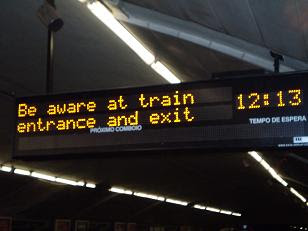 Be aware at train
entrance and exit
12:13
PRÓXIMO COMBOIO
TEMPO DE ESPERA